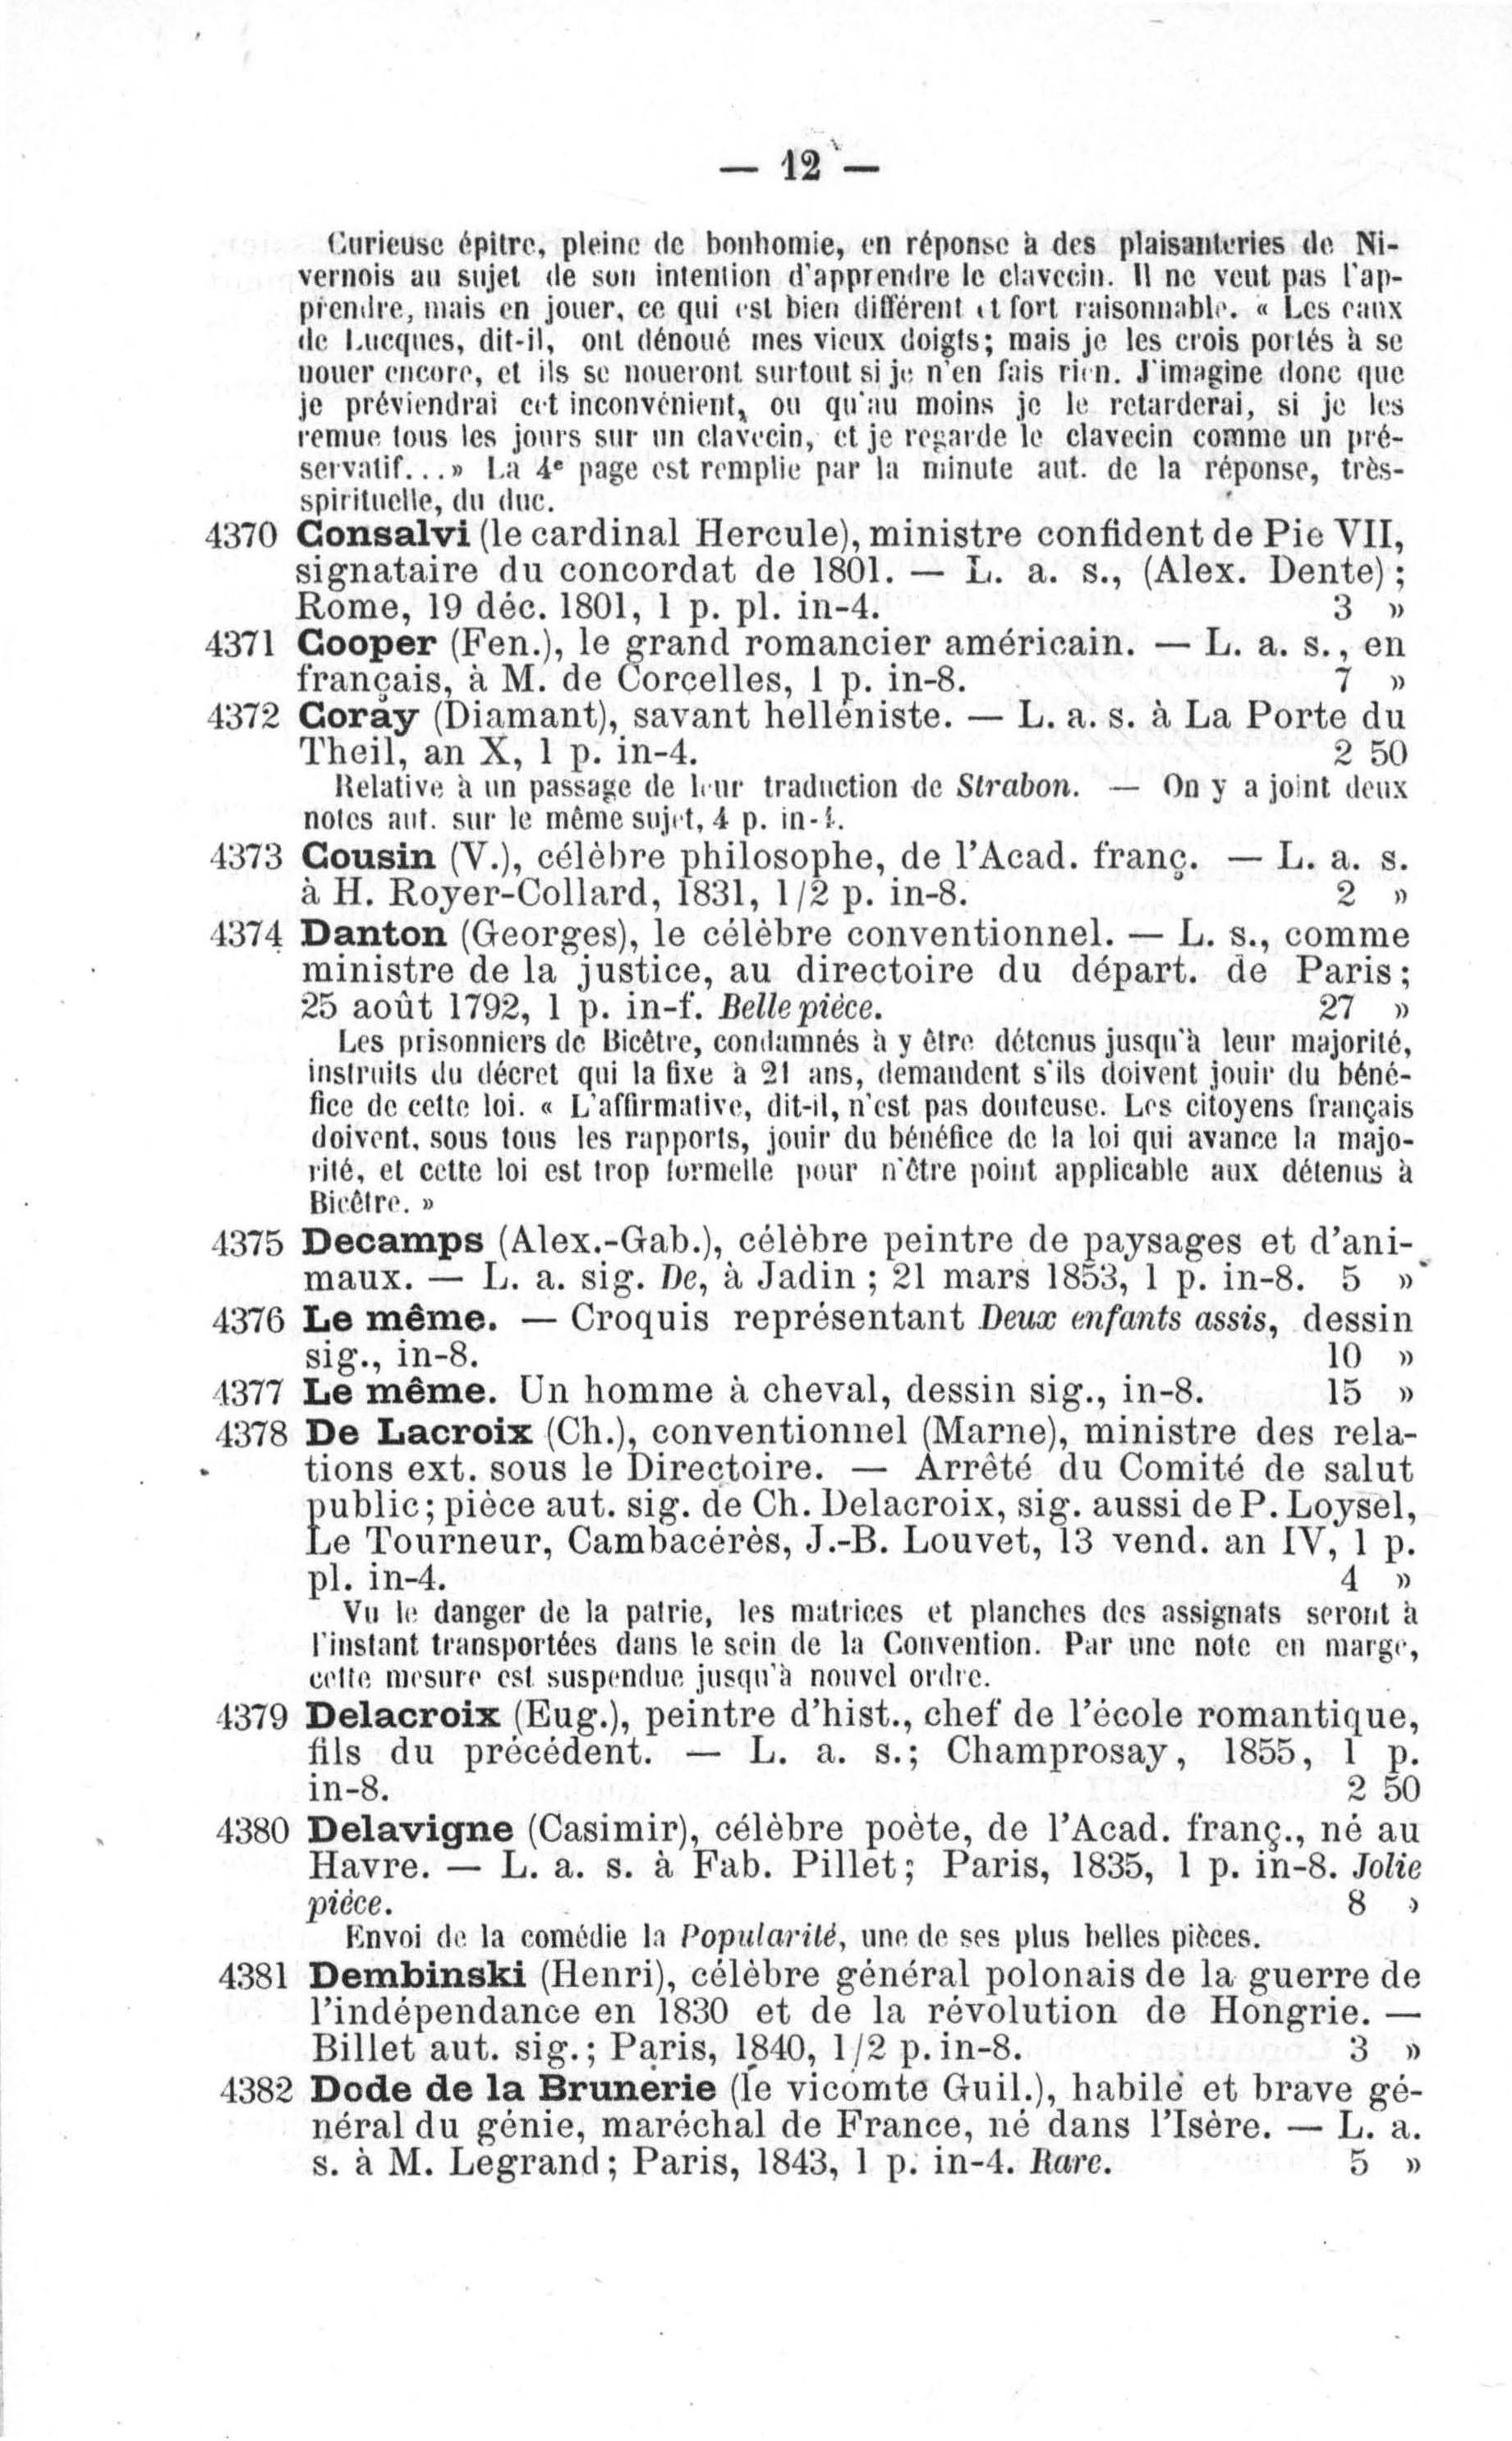 — 12 —
Curieuse épitre, pleine de bonhomie, en réponse à des plaisanteries de Ni-
vernois au sujet de son intention d'apprendre le clavecin. Il ne veut pas l'ap-
prendre, mais en jouer, ce qui est bien différent et fort raisonnable. « Les eaux
de Lucques, dit-il, ont dénoué mes vieux doigts; mais je les crois portés à se
nouer encore, et ils se noueront surtout si je n'en fais rien. J'imagine donc que
je préviendrai cet inconvénient, ou qu'au moins je le retarderai, si je les
remue tous les jours sur un clavecin, et je regarde le clavecin comme un pré-
servatif...» La 4e page est remplie par la minute aut. de la réponse, très-
spirituelle, du duc.
4370 Consalvi (le cardinal Hercule), ministre confident de Pie VII,
signataire du concordat de 1801. — L. a. s., (Alex. Dente);
Rome, 19 déc. 1801, 1 p. pl. in-4. 3 »
4371 Cooper (Fen.), le grand romancier américain. — L. a. s., en
français, à M. de Corcelles, 1 p. in-8. 7 »
4372 Coray (Diamant), savant helléniste. — L. a. s. à La Porte du
Theil, an X, 1 p. in-4. 2 50
Relative à un passage de leur traduction de Strabon. — On y a joint deux
notes aut. sur le même sujet, 4 p. in-4.
4373 Cousin (V.), célèbre philosophe, de l'Acad. franç. — L. a. s.
à H. Royer-Collard, 1831, 1/2 p. in-8. 2 »
4374 Danton (Georges), le célèbre conventionnel. — L. s., comme
ministre de la justice, au directoire du départ. de Paris;
25 août 1792, 1 p. in-f. Belle pièce. 27 »
Les prisonniers de Bicêtre, condamnés à y être détenus jusqu'à leur majorité,
instruits du décret qui la fixe à 21 ans, demandent s'ils doivent jouir du béné-
fice de cette loi. « L'affirmative, dit-il, n'est pas douteuse. Les citoyens français
doivent, sous tous les rapports, jouir du bénéfice de la loi qui avance la majo-
rité, et cette loi est trop formelle pour n'être point applicable aux détenus à
Bicêtre. »
4375 Decamps (Alex.-Gab.), célèbre peintre de paysages et d'ani-
maux. — L. a. sig. De, à Jadin; 21 mars 1853, 1 p. in-8. 5 »
4376 Le même. — Croquis représentant Deux enfants assis, dessin
sig., in-8. 10 »
4377 Le même. Un homme à cheval, dessin sig., in-8. 15 »
4378 De Lacroix (Ch.), conventionnel (Marne), ministre des rela-
tions ext. sous le Directoire. — Arrêté du Comité de salut
public; pièce aut. sig. de Ch. Delacroix, sig. aussi de P. Loysel,
Le Tourneur, Cambacérès, J.-B. Louvet, 13 vend. an IV, 1 p.
pl. in-4. 4 »
Vu le danger de la patrie, les matrices et planches des assignats seront à
l'instant transportées dans le sein de la Convention. Par une note en marge,
cette mesure est suspendue jusqu'à nouvel ordre.
4379 Delacroix (Eug.), peintre d'hist., chef de l'école romantique,
fils du précédent. — L. a. s.; Champrosay, 1855, 1 p.
in-8. 2 50
4380 Delavigne (Casimir), célèbre poète, de l'Acad. franç., né au
Havre. — L. a. s. à Fab. Pillet; Paris, 1835, 1 p. in-8. Jolie
pièce. 8 »
Envoi de la comédie la Popularité, une de ses plus belles pièces.
4381 Dembinski (Henri), célèbre général polonais de la guerre de
l'indépendance en 1830 et de la révolution de Hongrie. —
Billet aut. sig.; Paris, 1840, 1/2 p. in-8. 3 »
4382 Dode de la Brunerie (le vicomte Guil.), habile et brave gé-
néral du génie, maréchal de France, né dans l'Isère. — L. a.
s. à M. Legrand; Paris, 1843, 1 p. in-4. Rare. 5 »